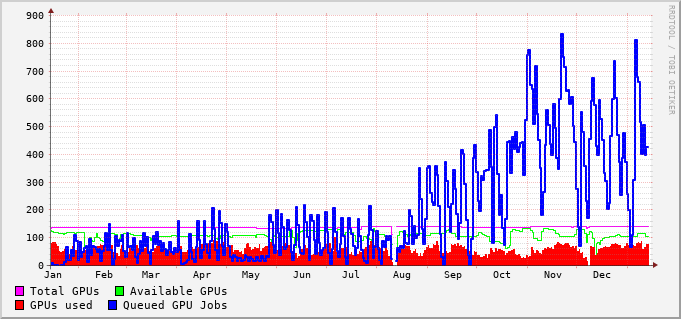 900
800
700
600
500
400
300
200
100
0
Jan Feb Mar Apr May Jun Jul Aug Sep Oct Nov Dec
RRDTOOL / TOBI OETIKER
Total GPUs Available GPUs
GPUs used Queued GPU Jobs